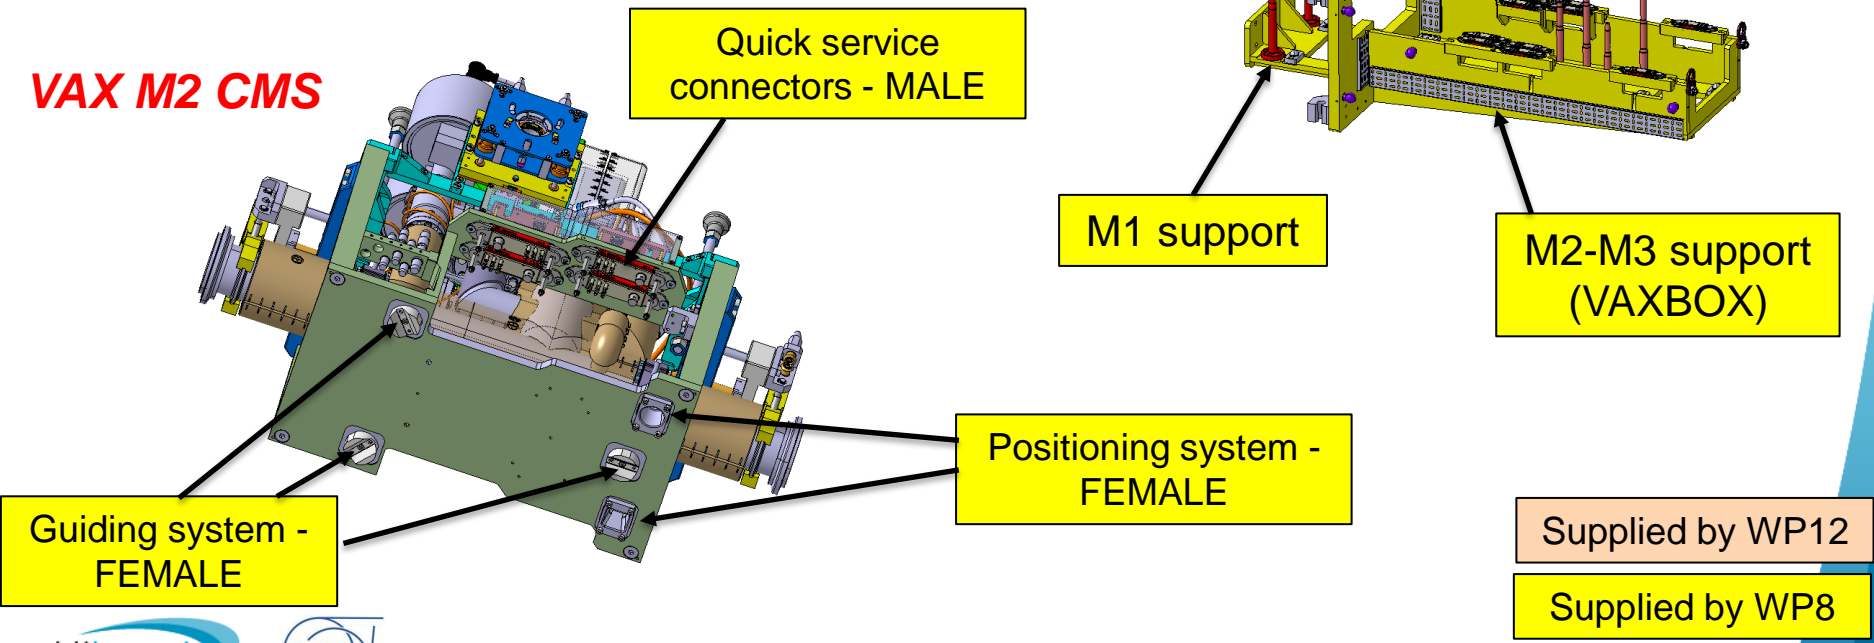 VAX M2 CMS
Quick service
connectors - MALE
M1 support
M2-M3 support
(VAXBOX)
Positioning system -
FEMALE
Guiding system -
FEMALE
Supplied by WP12
Supplied by WP8